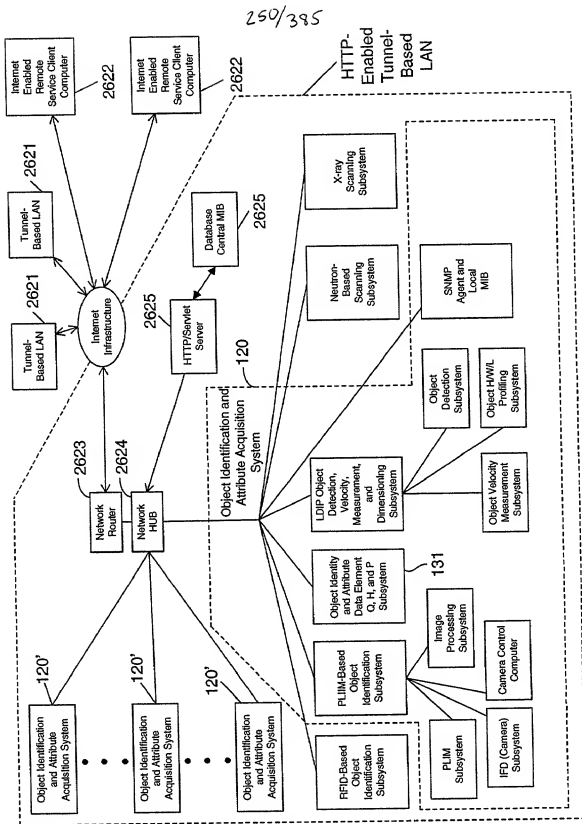 250/385
HTTP-
Enabled
Tunnel-
Based
LAN
Internet
Enabled
Remote
Service Client
Computer
2622
Internet
Enabled
Remote
Service Client
Computer
2622
Tunnel-
Based LAN
2621
Tunnel-
Based LAN
2621
Internet
Infrastructure
Database
Central MIB
2625
HTTP/Servlet
Server
2625
Network
Router
2623
Network
HUB
2624
Object Identification
and Attribute
Acquisition System
120'
Object Identification
and Attribute
Acquisition System
120'
Object Identification
and Attribute
Acquisition System
120'
Object Identification and
Attribute Acquisition
System
120
X-ray
Scanning
Subsystem
Neutron-
Based
Scanning
Subsystem
SNMP
Agent and
Local
MIB
LDIP Object
Detection,
Velocity,
Measurement,
and
Dimensioning
Subsystem
Object
Detection
Subsystem
Object H/W/L
Profiling
Subsystem
Object Velocity
Measurement
Subsystem
Object Identity
and Attribute
Data Element
Q, H, and P
Subsystem
131
PLIIM-Based
Object
Identification
Subsystem
Image
Processing
Subsystem
Camera Control
Computer
IFD (Camera)
Subsystem
PLIM
Subsystem
RFID-Based
Object
Identification
Subsystem